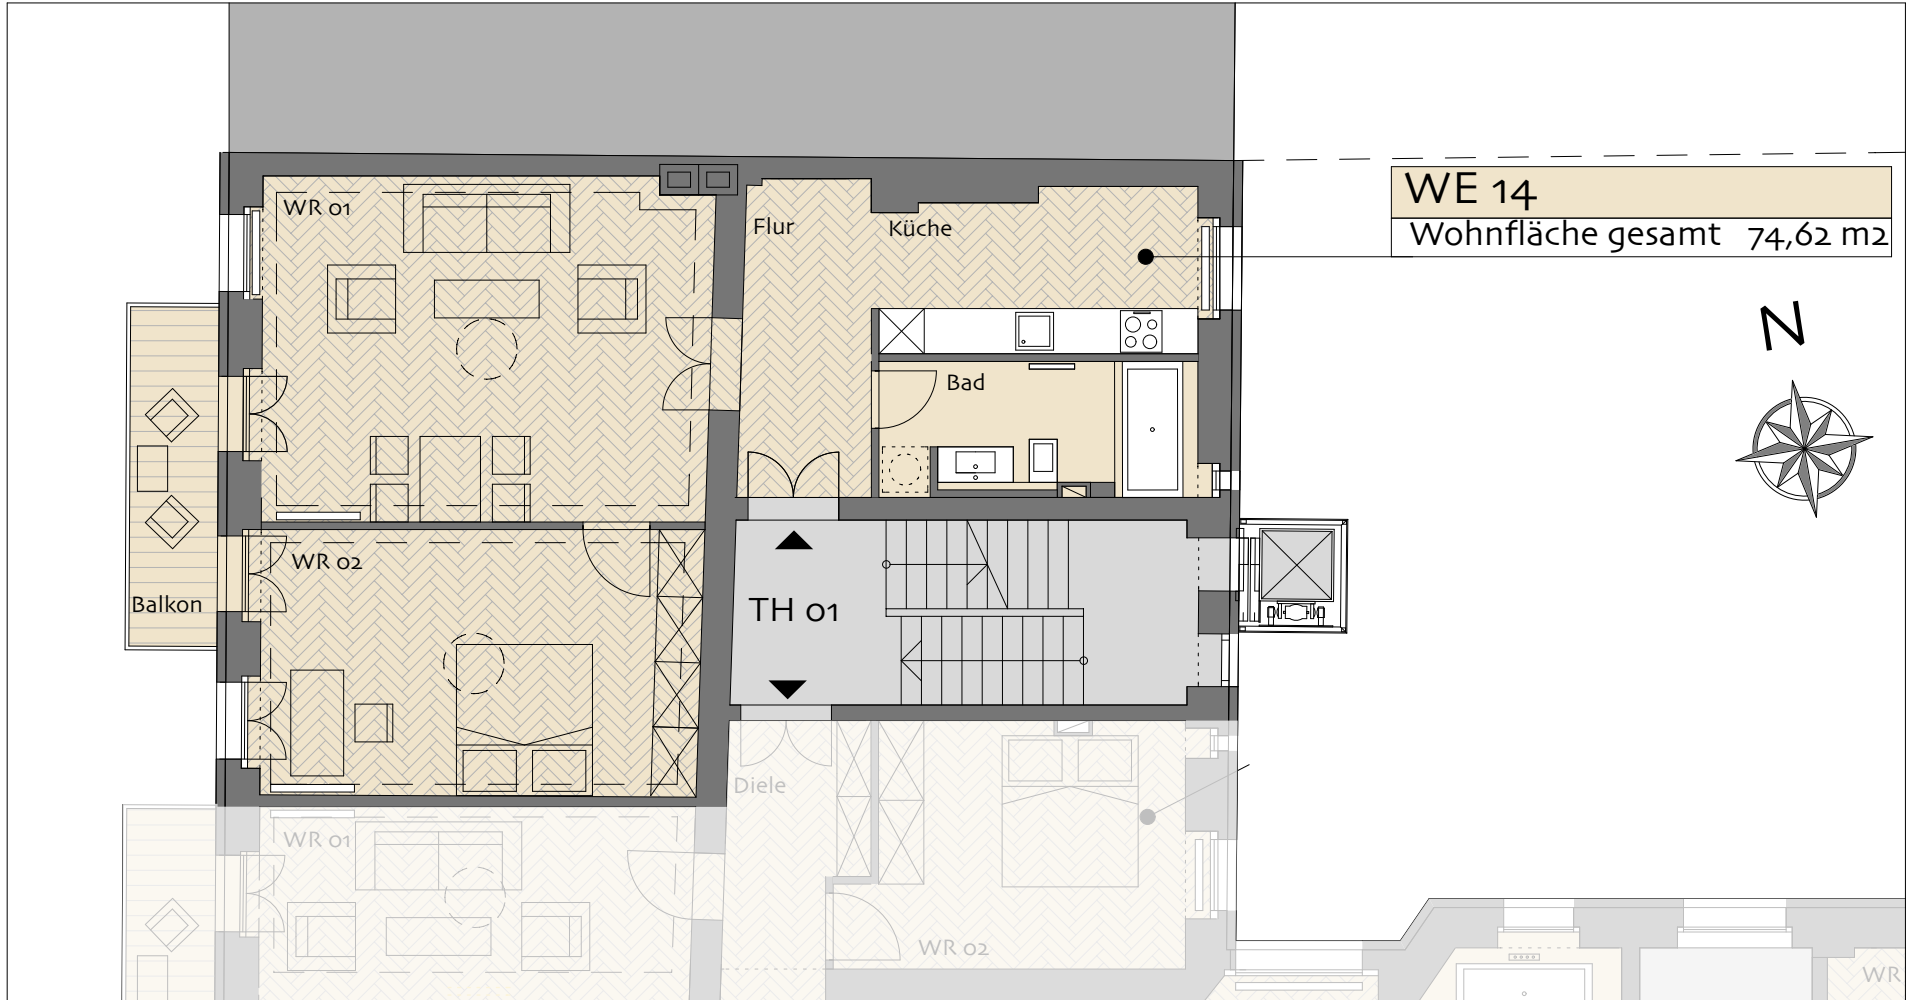 WR 01
Flur
Küche
WE 14
Wohnfläche gesamt 74,62 m2
N
Bad
WR 02
Balkon
TH 01
Diele
WR 01
WR 02
WR